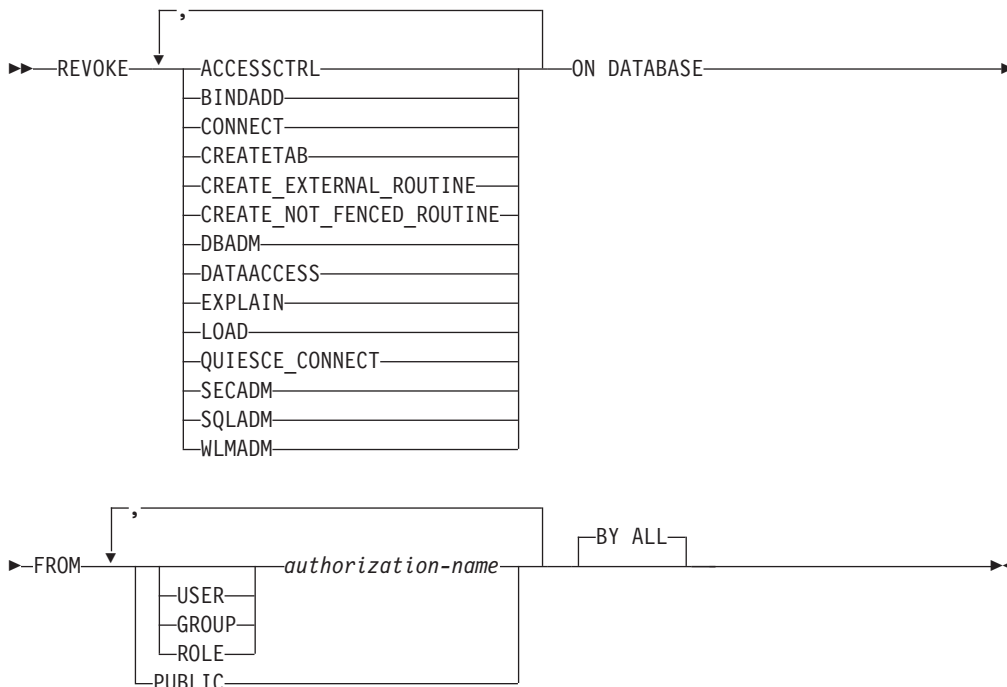 ,
REVOKE ACCESSCTRL ON DATABASE
BINDADD
CONNECT
CREATETAB
CREATE_EXTERNAL_ROUTINE
CREATE_NOT_FENCED_ROUTINE
DBADM
DATAACCESS
EXPLAIN
LOAD
QUIESCE_CONNECT
SECADM
SQLADM
WLMADM
,
BY ALL
FROM authorization-name
USER
GROUP
ROLE
PUBLIC